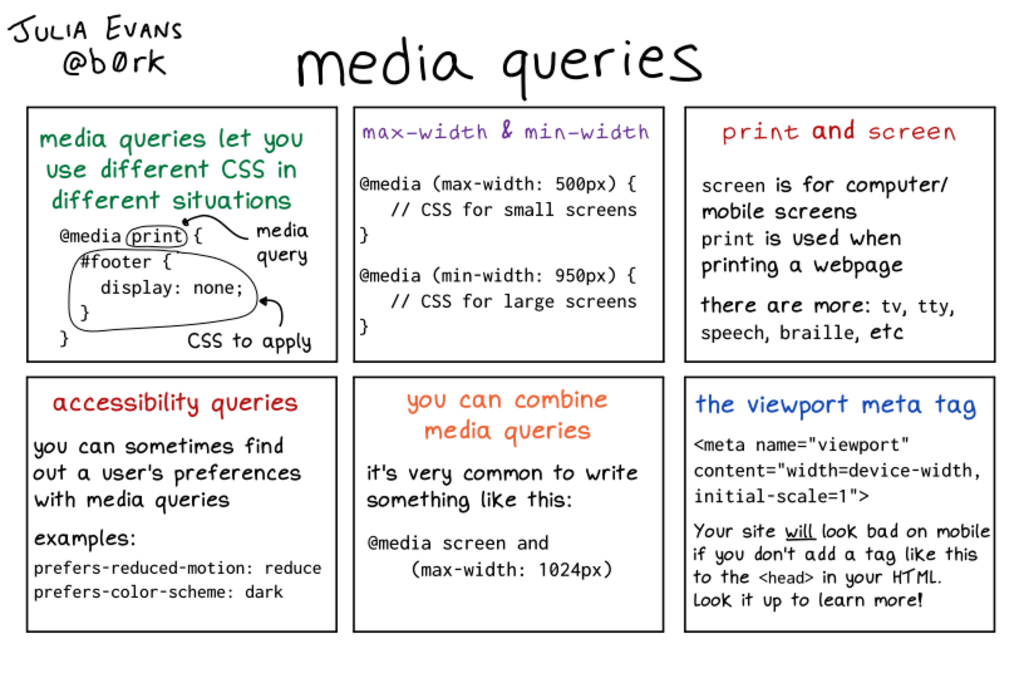 JULIA EVANS
@b0rk
media queries
media queries let you
use different CSS in
different situations
@media print {
#footer {
display: none;
}
}
media
query
CSS to apply
max-width & min-width
@media (max-width: 500px) {
// CSS for small screens
}
@media (min-width: 950px) {
// CSS for large screens
}
print and screen
screen is for computer/
mobile screens
print is used when
printing a webpage
there are more: tv, tty,
speech, braille, etc
accessibility queries
you can sometimes find
out a user's preferences
with media queries
examples:
prefers-reduced-motion: reduce
prefers-color-scheme: dark
you can combine
media queries
it's very common to write
something like this:
@media screen and
(max-width: 1024px)
the viewport meta tag
<meta name="viewport"
content="width=device-width,
initial-scale=1">
Your site will look bad on mobile
if you don't add a tag like this
to the <head> in your HTML.
Look it up to learn more!